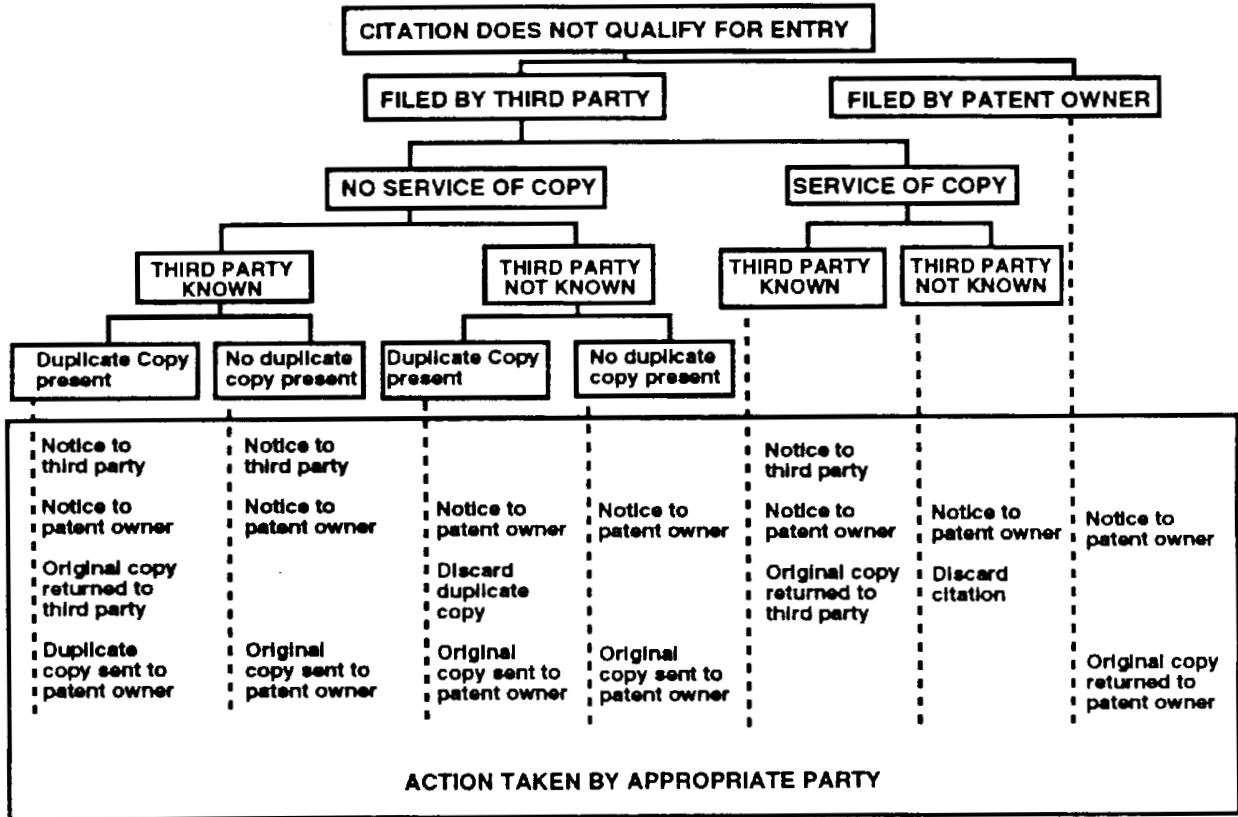 CITATION DOES NOT QUALIFY FOR ENTRY
FILED BY THIRD PARTY
FILED BY PATENT OWNER
NO SERVICE OF COPY
SERVICE OF COPY
THIRD PARTY
KNOWN
THIRD PARTY
NOT KNOWN
THIRD PARTY
KNOWN
THIRD PARTY
NOT KNOWN
Duplicate Copy
present
No duplicate
copy present
Duplicate Copy
present
No duplicate
copy present
Notice to
third party
Notice to
third party
Notice to
third party
Notice to
patent owner
Notice to
patent owner
Notice to
patent owner
Notice to
patent owner
Notice to
patent owner
Notice to
patent owner
Notice to
patent owner
Original copy
returned to
third party
Discard
duplicate
copy
Original copy
returned to
third party
Discard
citation
Duplicate
copy sent to
patent owner
Original
copy sent to
patent owner
Original
copy sent to
patent owner
Original
copy sent to
patent owner
Original copy
returned to
patent owner
ACTION TAKEN BY APPROPRIATE PARTY